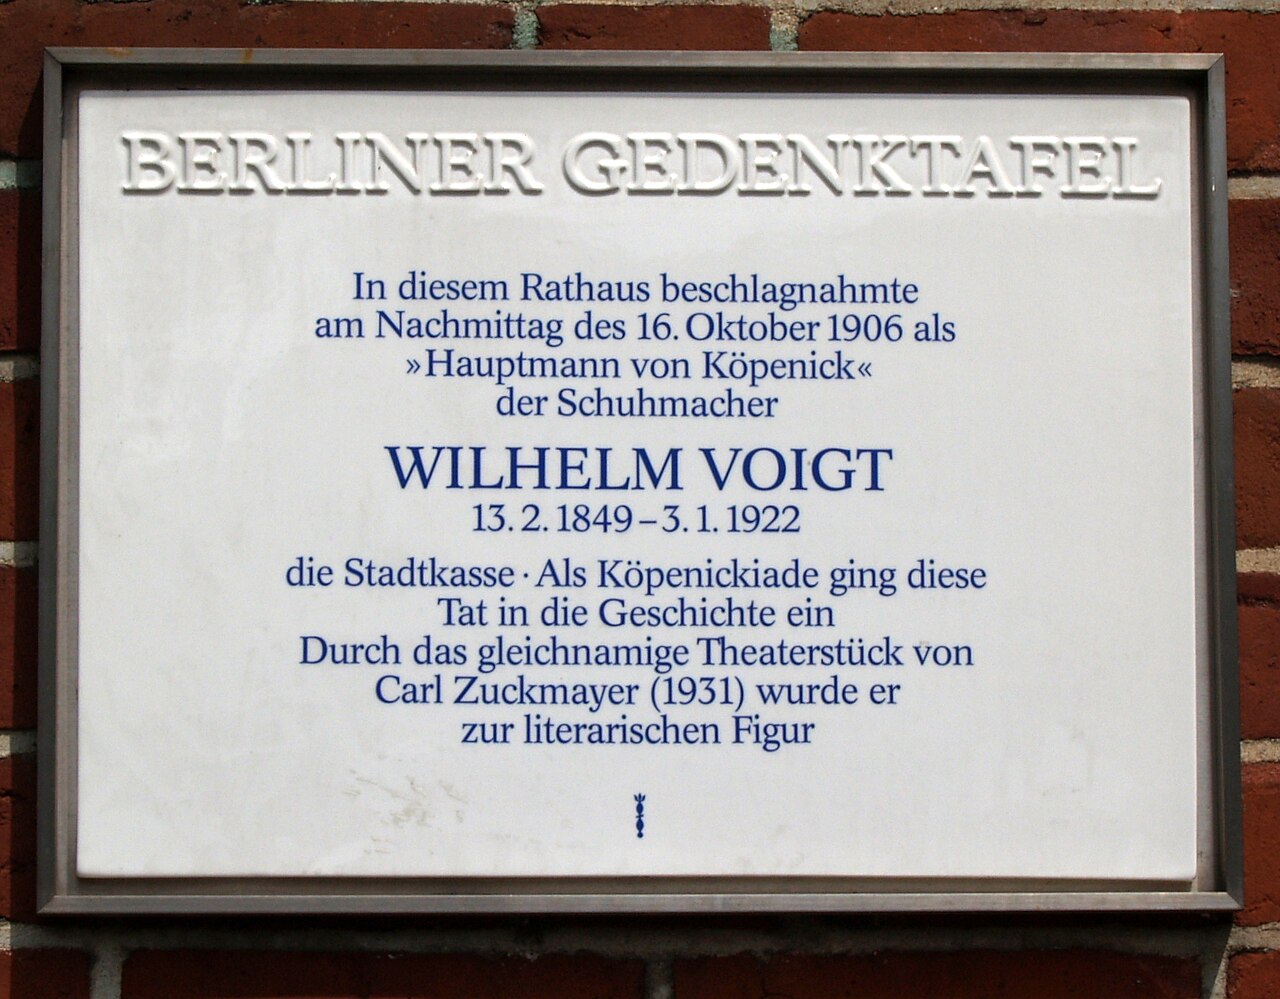 BERLINER GEDENKTAFEL
In diesem Rathaus beschlagnahmte
am Nachmittag des 16. Oktober 1906 als
»Hauptmann von Köpenick«
der Schuhmacher
WILHELM VOIGT
13. 2. 1849 – 3. 1. 1922
die Stadtkasse · Als Köpenickiade ging diese
Tat in die Geschichte ein
Durch das gleichnamige Theaterstück von
Carl Zuckmayer (1931) wurde er
zur literarischen Figur